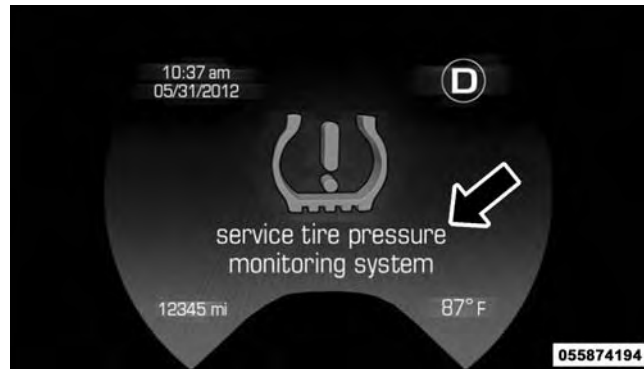 10:37 am
05/31/2012
D
service tire pressure
monitoring system
12345 mi
87° F
055874194